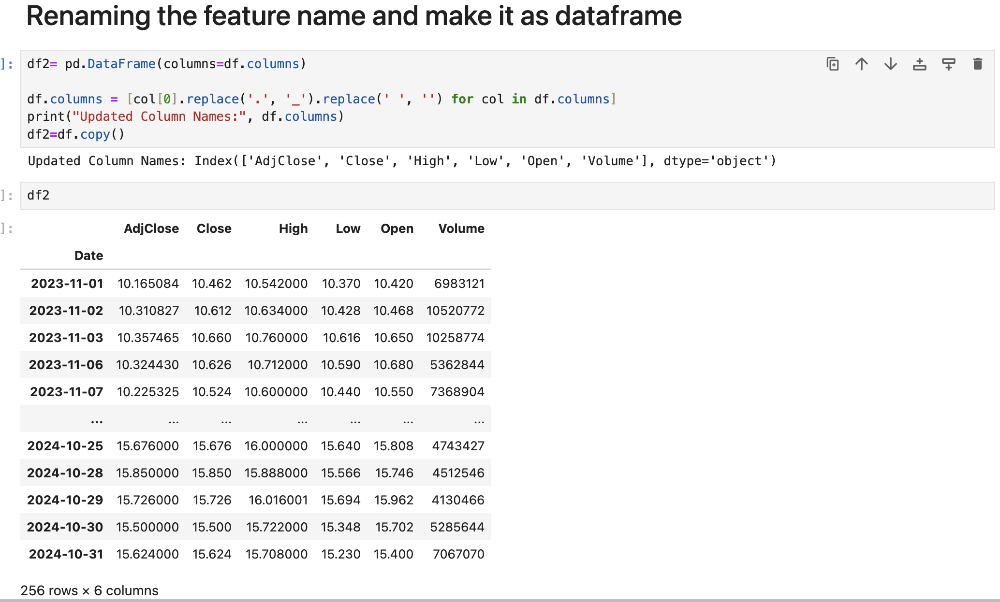 Renaming the feature name and make it as dataframe
]: df2= pd.DataFrame(columns=df.columns)
df.columns = [col[0].replace('.', '_').replace(' ', '') for col in df.columns]
print("Updated Column Names:", df.columns)
df2=df.copy()
Updated Column Names: Index(['AdjClose', 'Close', 'High', 'Low', 'Open', 'Volume'], dtype='object')
]: df2
]: AdjClose Close High Low Open Volume
Date
2023-11-01 10.165084 10.462 10.542000 10.370 10.420 6983121
2023-11-02 10.310827 10.612 10.634000 10.428 10.468 10520772
2023-11-03 10.357465 10.660 10.760000 10.616 10.650 10258774
2023-11-06 10.324430 10.626 10.712000 10.590 10.680 5362844
2023-11-07 10.225325 10.524 10.600000 10.440 10.550 7368904
... ... ... ... ... ... ...
2024-10-25 15.676000 15.676 16.000000 15.640 15.808 4743427
2024-10-28 15.850000 15.850 15.888000 15.566 15.746 4512546
2024-10-29 15.726000 15.726 16.016001 15.694 15.962 4130466
2024-10-30 15.500000 15.500 15.722000 15.348 15.702 5285644
2024-10-31 15.624000 15.624 15.708000 15.230 15.400 7067070
256 rows × 6 columns